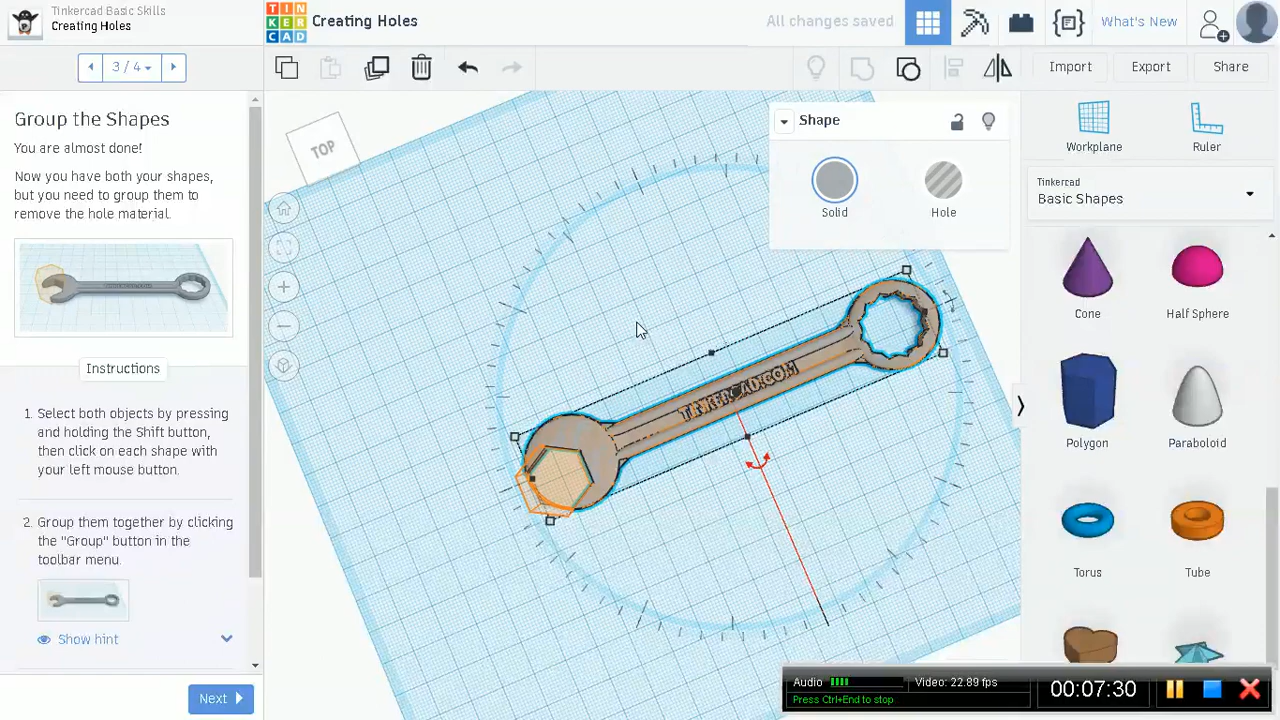 Tinkercad Basic Skills
Creating Holes
TIN
KER
CAD
Creating Holes
All changes saved
What's New
3 / 4
Import
Export
Share
Group the Shapes
You are almost done!
Now you have both your shapes,
but you need to group them to
remove the hole material.
Instructions
1. Select both objects by pressing
and holding the Shift button,
then click on each shape with
your left mouse button.
2. Group them together by clicking
the "Group" button in the
toolbar menu.
Show hint
Next
TOP
Shape
Solid
Hole
TINKERCAD.COM
Workplane
Ruler
Tinkercad
Basic Shapes
Cone
Half Sphere
Polygon
Paraboloid
Torus
Tube
Audio
Video: 22.89 fps
Press Ctrl+End to stop
00:07:30